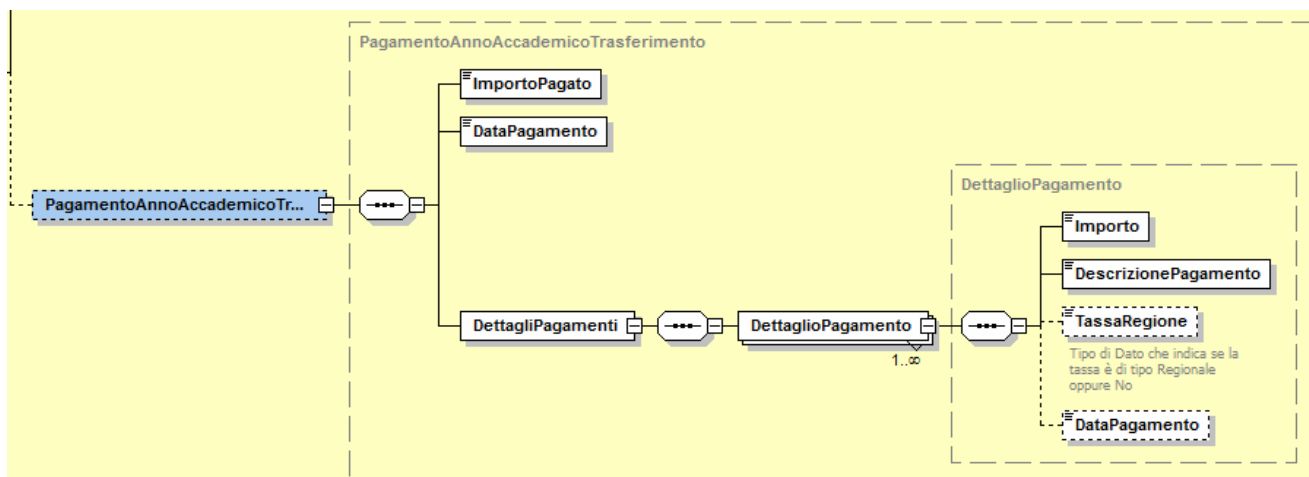 PagamentoAnnoAccademicoTrasferimento
ImportoPagato
DataPagamento
PagamentoAnnoAccademicoTr...
DettagliPagamenti
DettaglioPagamento
1..∞
DettaglioPagamento
Importo
DescrizionePagamento
TassaRegione
Tipo di Dato che indica se la
tassa è di tipo Regionale
oppure No
DataPagamento